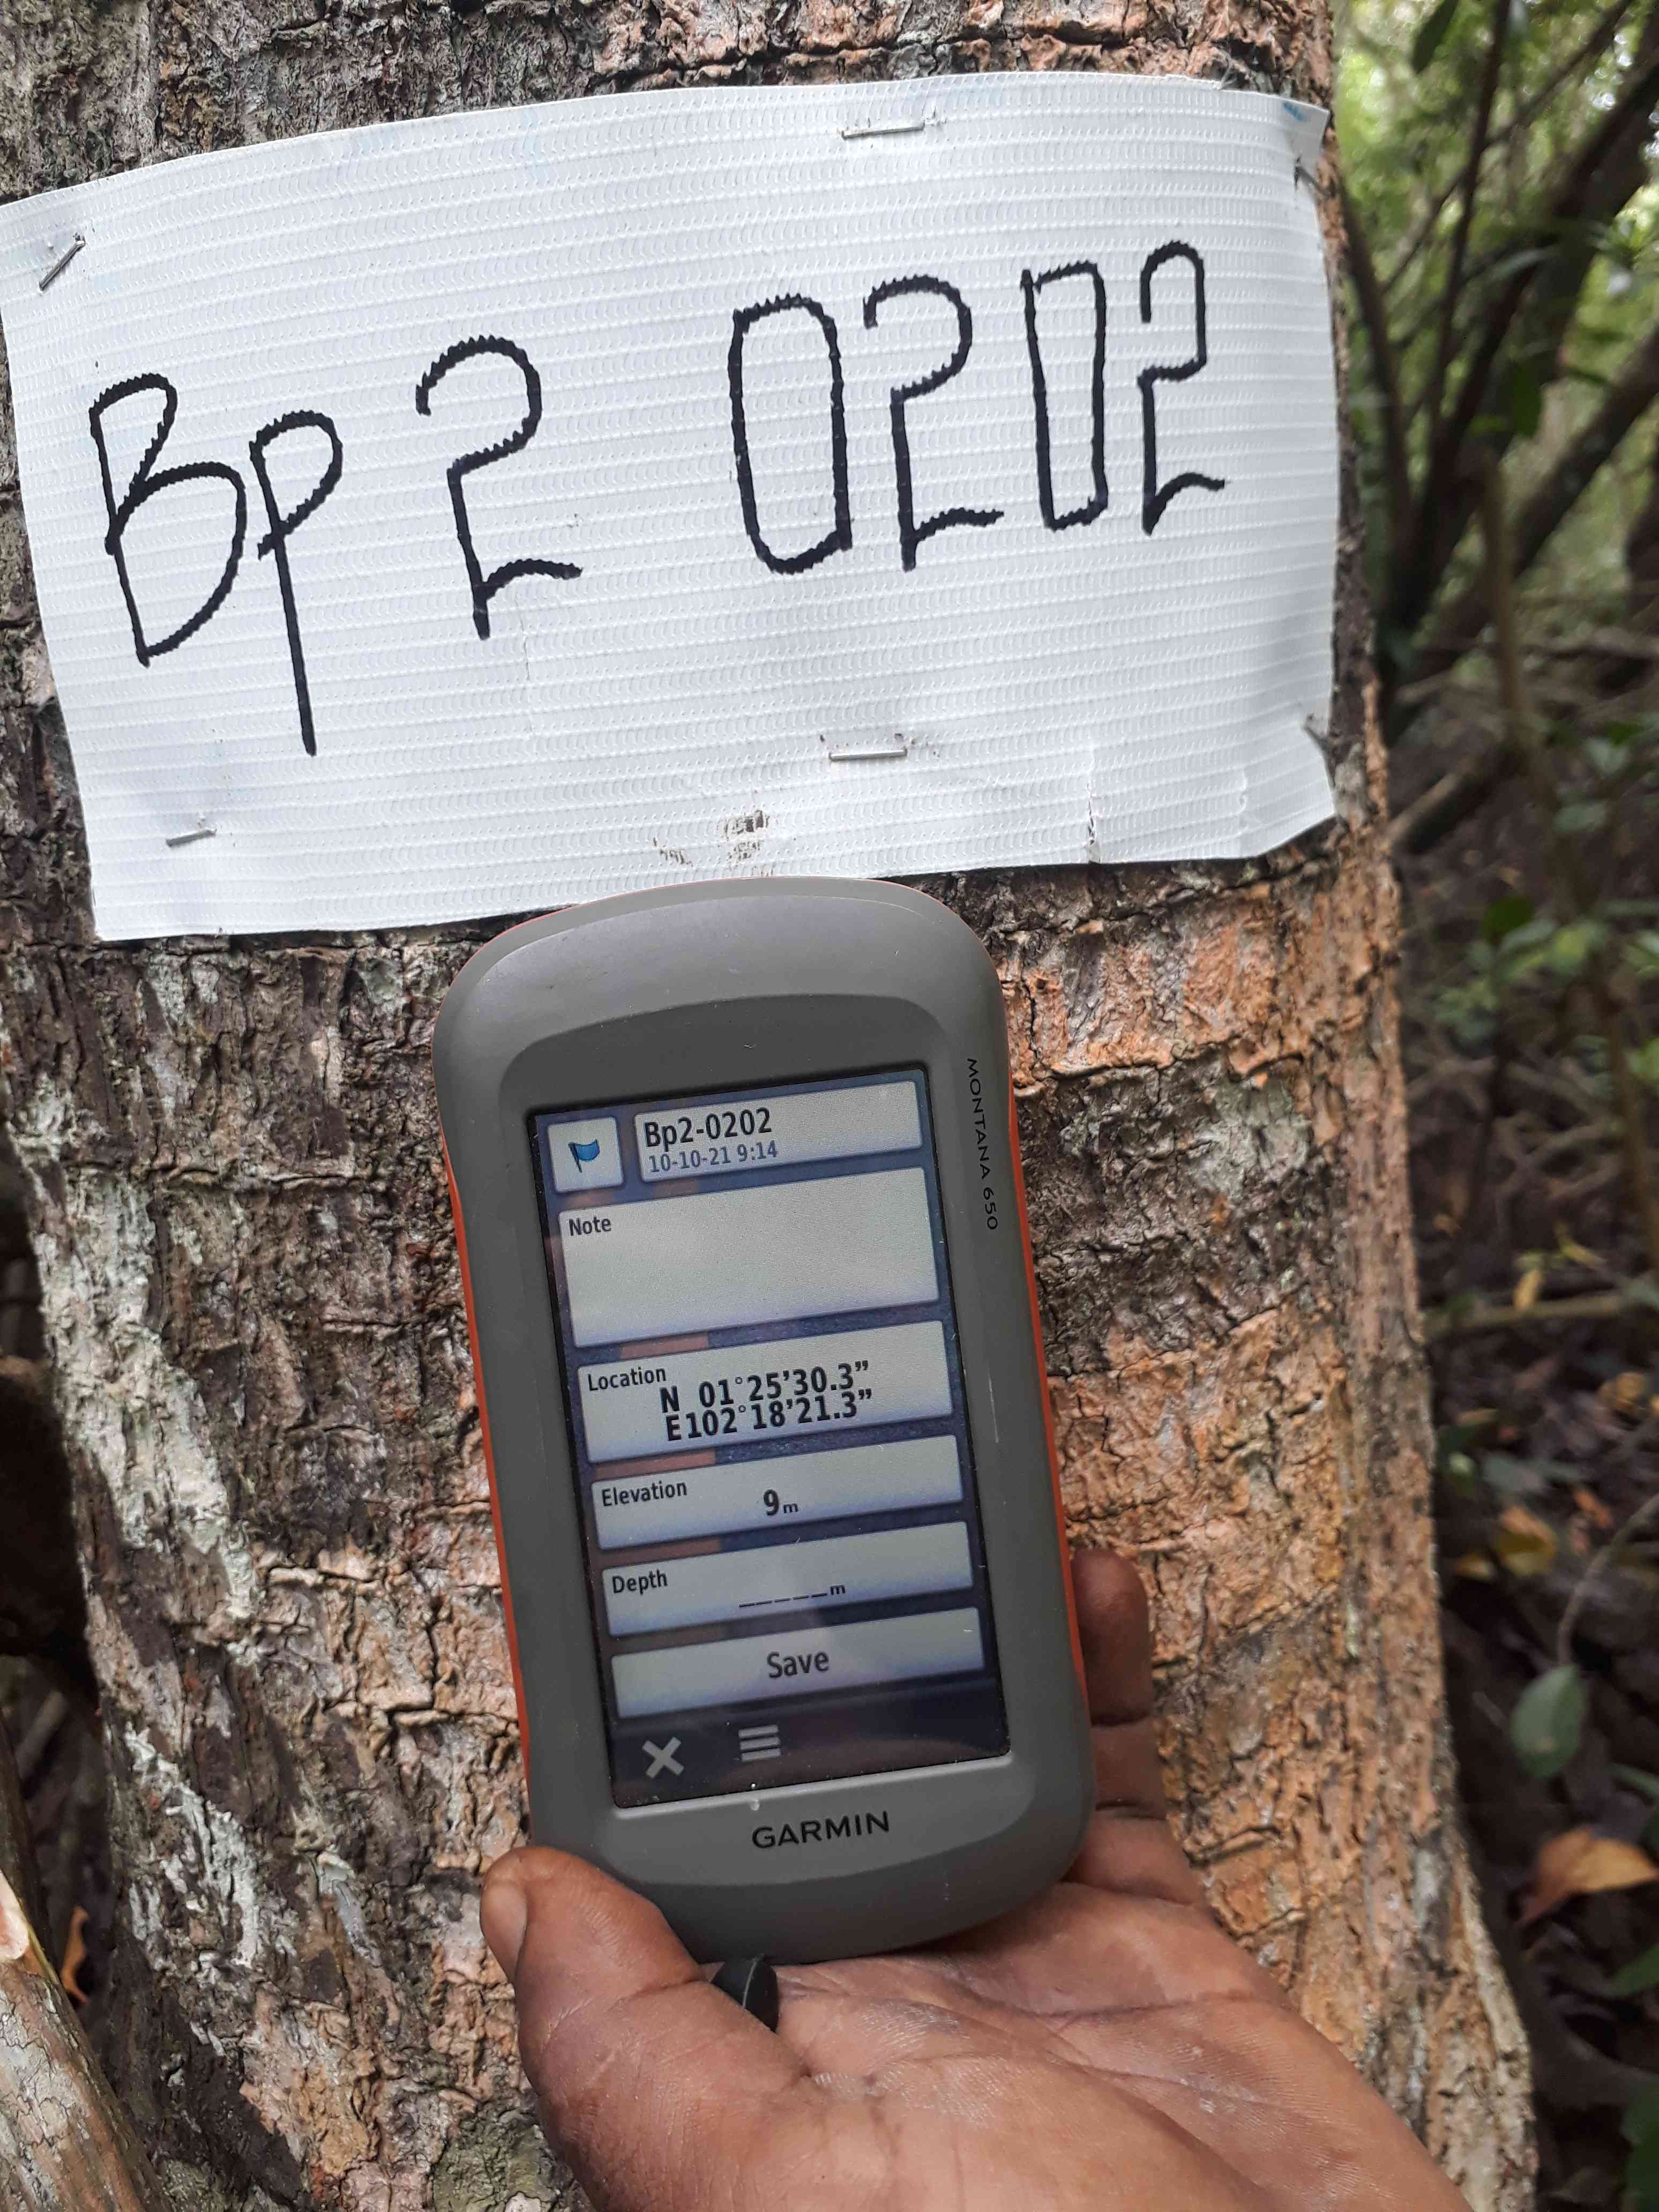 Bp 2 0202
MONTANA 650
Bp2-0202
10-10-21 9:14
Note
Location
N 01°25'30.3"
E102°18'21.3"
Elevation
9m
Depth
_____m
Save
GARMIN